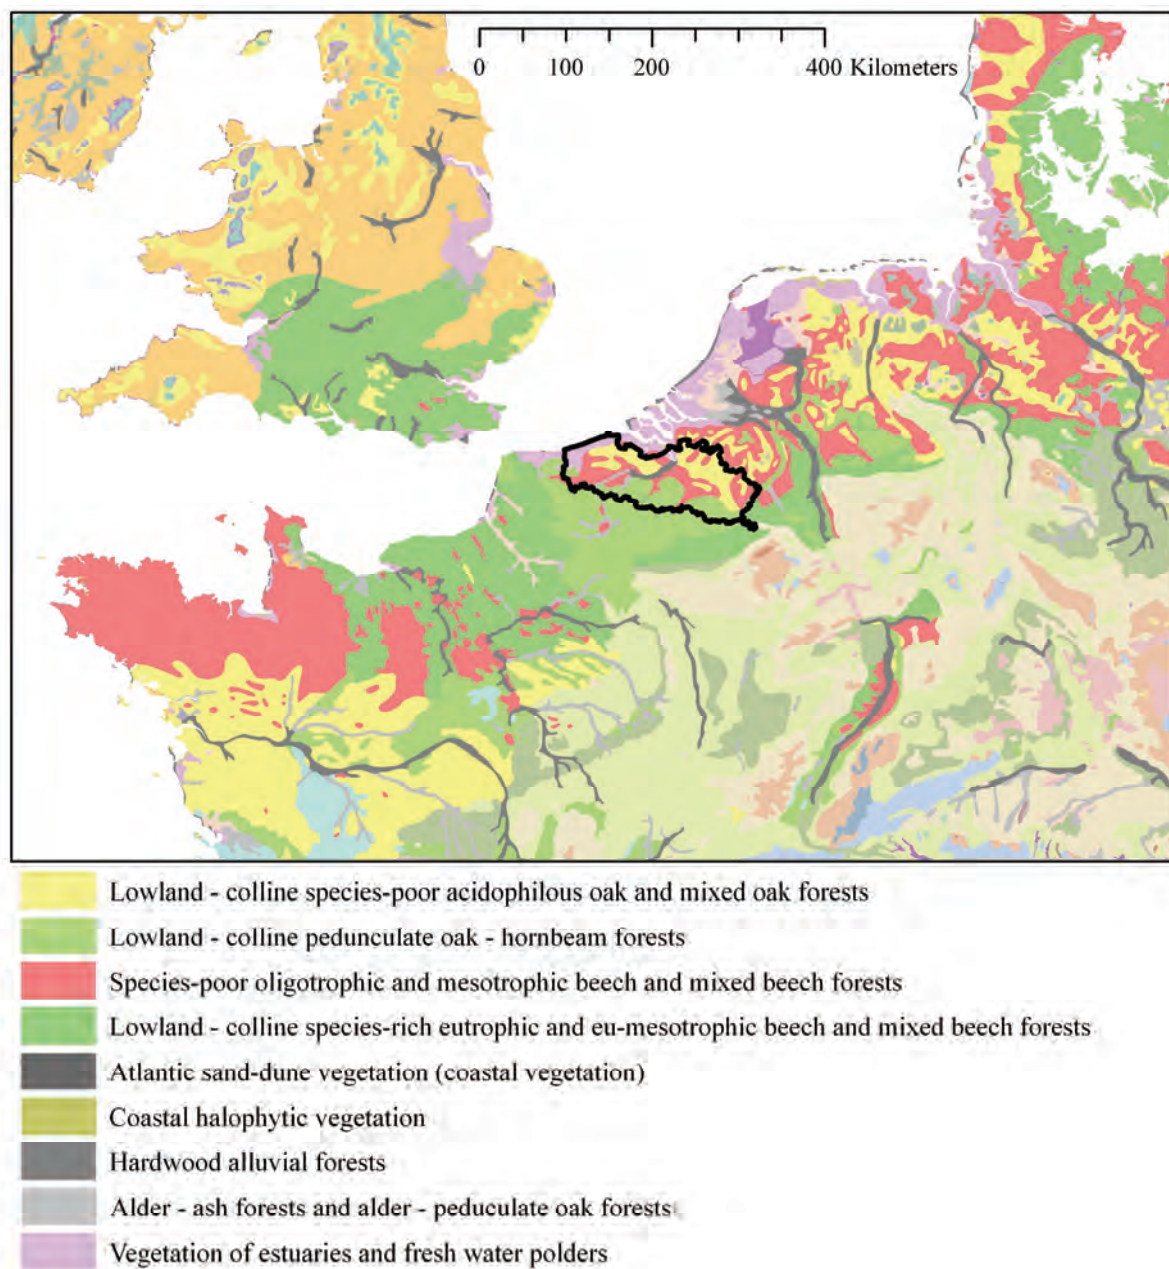 0 100 200 400 Kilometers
Lowland - colline species-poor acidophilous oak and mixed oak forests
Lowland - colline pedunculate oak - hornbeam forests
Species-poor oligotrophic and mesotrophic beech and mixed beech forests
Lowland - colline species-rich eutrophic and eu-mesotrophic beech and mixed beech forests
Atlantic sand-dune vegetation (coastal vegetation)
Coastal halophytic vegetation
Hardwood alluvial forests
Alder - ash forests and alder - peduculate oak forests
Vegetation of estuaries and fresh water polders